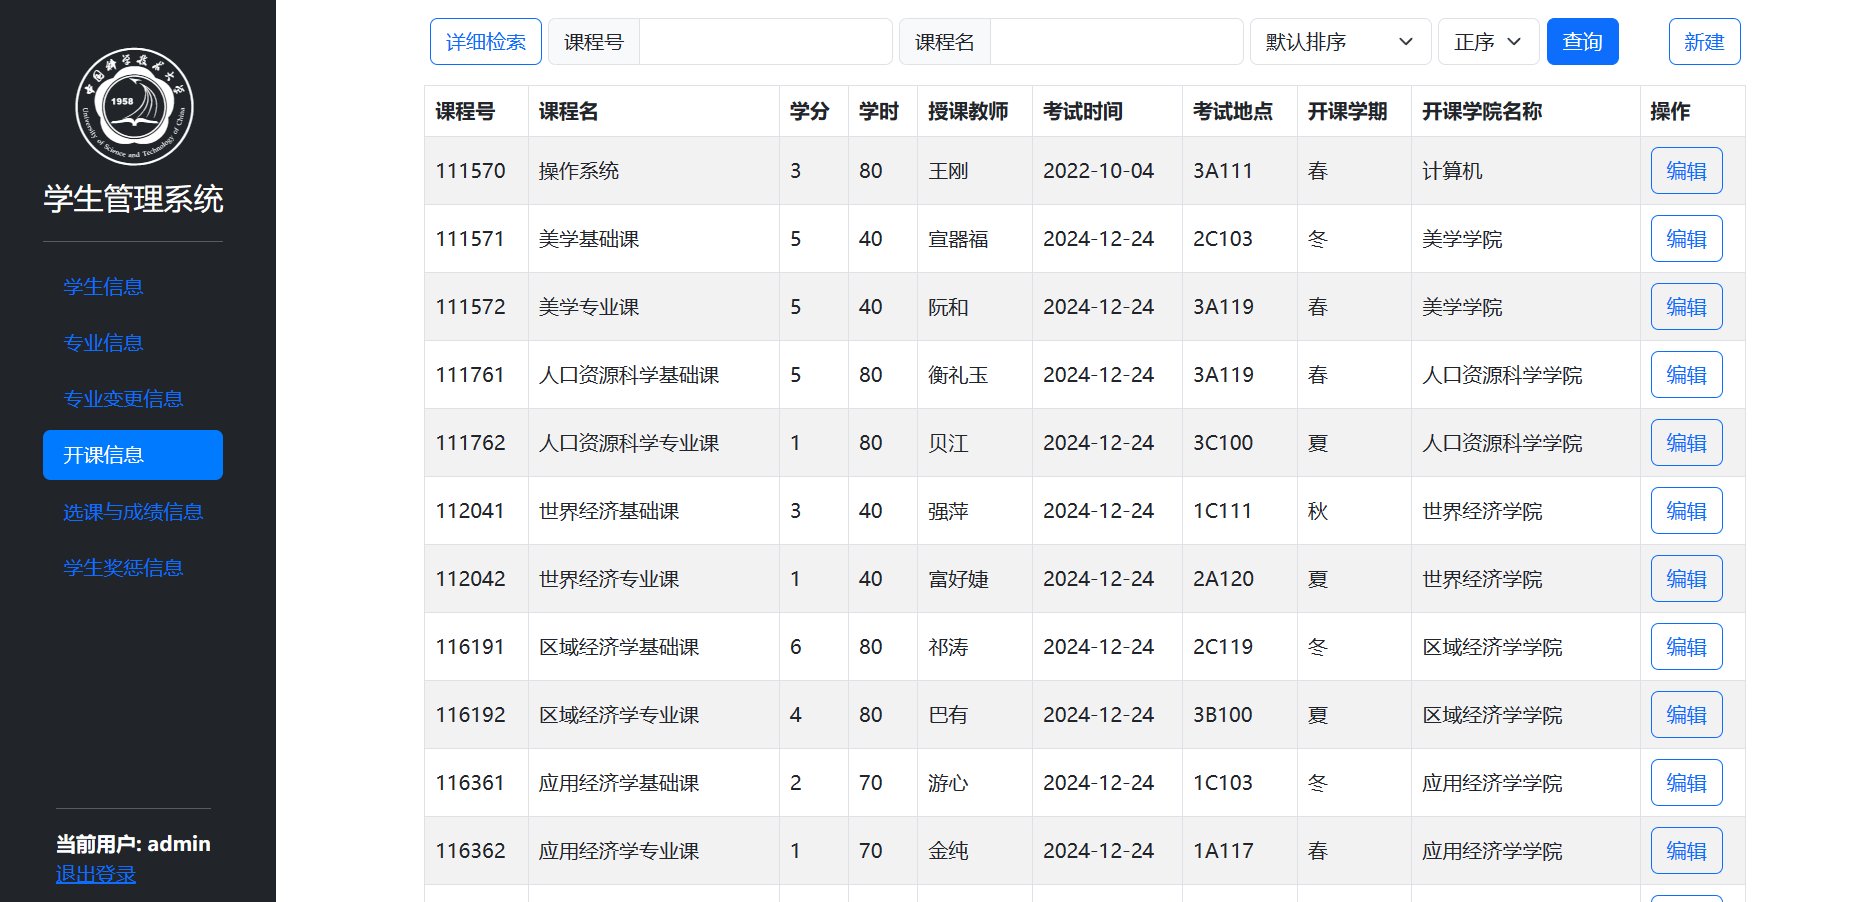 中国科学技术大学
1958
University of Science and Technology of China
学生管理系统
学生信息
专业信息
专业变更信息
开课信息
选课与成绩信息
学生奖惩信息
当前用户: admin
退出登录
详细检索 课程号 课程名 默认排序 正序 查询 新建
课程号 课程名 学分 学时 授课教师 考试时间 考试地点 开课学期 开课学院名称 操作
111570 操作系统 3 80 王刚 2022-10-04 3A111 春 计算机 编辑
111571 美学基础课 5 40 宣器福 2024-12-24 2C103 冬 美学学院 编辑
111572 美学专业课 5 40 阮和 2024-12-24 3A119 春 美学学院 编辑
111761 人口资源科学基础课 5 80 衡礼玉 2024-12-24 3A119 春 人口资源科学学院 编辑
111762 人口资源科学专业课 1 80 贝江 2024-12-24 3C100 夏 人口资源科学学院 编辑
112041 世界经济基础课 3 40 强萍 2024-12-24 1C111 秋 世界经济学院 编辑
112042 世界经济专业课 1 40 富好婕 2024-12-24 2A120 夏 世界经济学院 编辑
116191 区域经济学基础课 6 80 祁涛 2024-12-24 2C119 冬 区域经济学学院 编辑
116192 区域经济学专业课 4 80 巴有 2024-12-24 3B100 夏 区域经济学学院 编辑
116361 应用经济学基础课 2 70 游心 2024-12-24 1C103 冬 应用经济学学院 编辑
116362 应用经济学专业课 1 70 金纯 2024-12-24 1A117 春 应用经济学学院 编辑